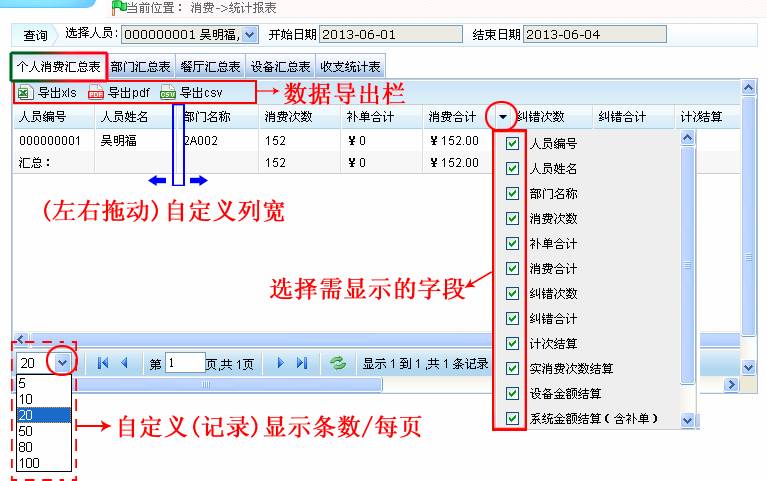 当前位置： 消费->统计报表
查询 选择人员: 000000001 吴明福, 开始日期 2013-06-01 结束日期 2013-06-04
个人消费汇总表 部门汇总表 餐厅汇总表 设备汇总表 收支统计表
导出xls 导出pdf 导出csv 数据导出栏
人员编号 人员姓名 部门名称 消费次数 补单合计 消费合计 纠错次数 纠错合计 计次结算
000000001 吴明福 2A002 152 ¥0 ¥152.00
汇总： 152 ¥0 ¥152.00
(左右拖动)自定义列宽
选择需显示的字段
人员编号
人员姓名
部门名称
消费次数
补单合计
消费合计
纠错次数
纠错合计
计次结算
实消费次数结算
设备金额结算
系统金额结算（含补单）
20 第 1 页,共 1页 显示 1 到 1 ,共 1 条记录
5
10
20
50
80
100
自定义(记录)显示条数/每页